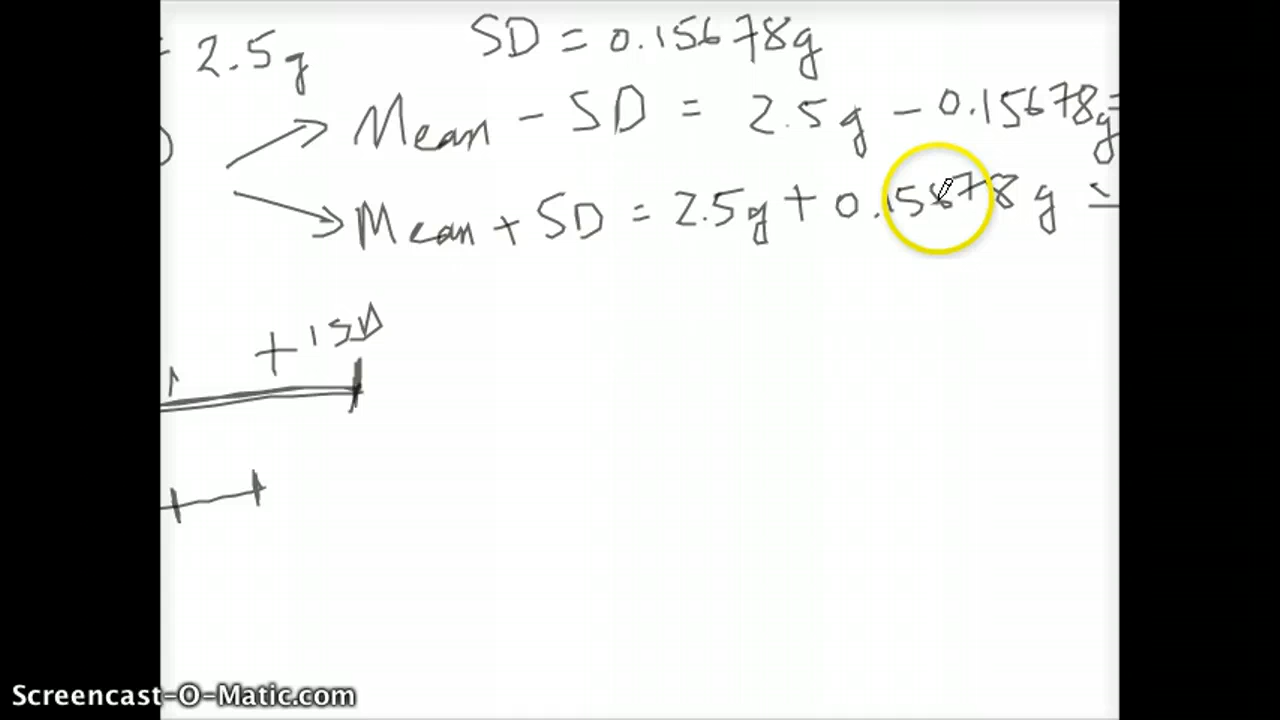 = 2.5g SD = 0.15678g
Mean - SD = 2.5g - 0.15678g =
Mean + SD = 2.5g + 0.15678 g =
+1SD
Screencast-O-Matic.com